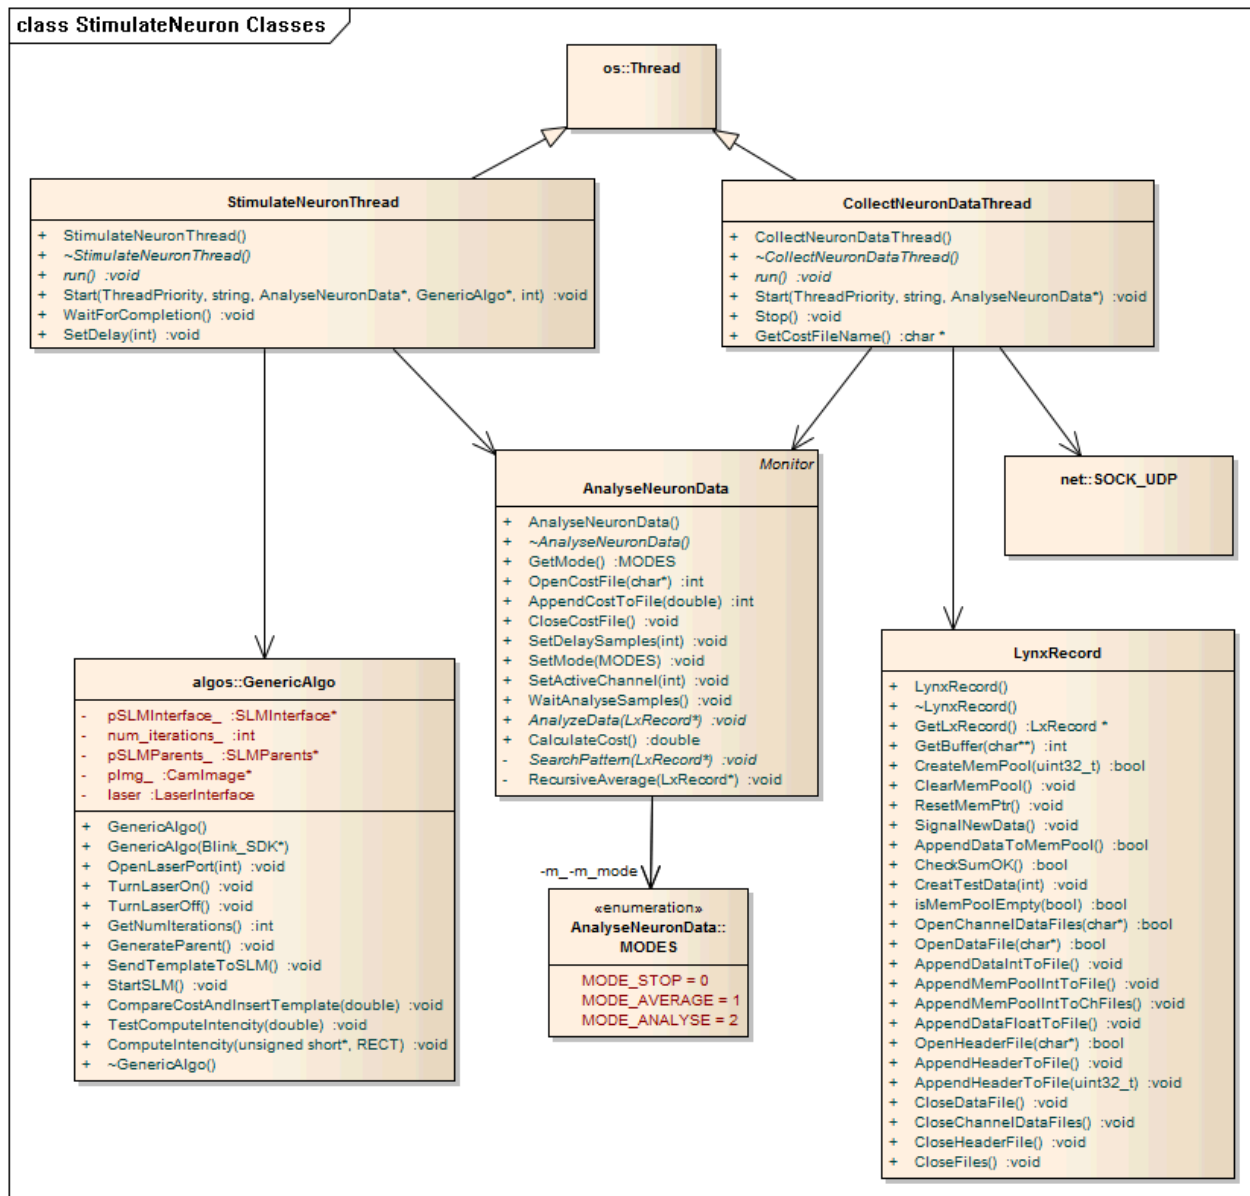 class StimulateNeuron Classes
os::Thread
StimulateNeuronThread
+ StimulateNeuronThread()
+ ~StimulateNeuronThread()
+ run() :void
+ Start(ThreadPriority, string, AnalyseNeuronData*, GenericAlgo*, int) :void
+ WaitForCompletion() :void
+ SetDelay(int) :void
CollectNeuronDataThread
+ CollectNeuronDataThread()
+ ~CollectNeuronDataThread()
+ run() :void
+ Start(ThreadPriority, string, AnalyseNeuronData*) :void
+ Stop() :void
+ GetCostFileName() :char *
Monitor
AnalyseNeuronData
+ AnalyseNeuronData()
+ ~AnalyseNeuronData()
+ GetMode() :MODES
+ OpenCostFile(char*) :int
+ AppendCostToFile(double) :int
+ CloseCostFile() :void
+ SetDelaySamples(int) :void
+ SetMode(MODES) :void
+ SetActiveChannel(int) :void
+ WaitAnalyseSamples() :void
+ AnalyzeData(LxRecord*) :void
+ CalculateCost() :double
- SearchPattern(LxRecord*) :void
- RecursiveAverage(LxRecord*) :void
net::SOCK_UDP
algos::GenericAlgo
- pSLMInterface_ :SLMInterface*
- num_iterations_ :int
- pSLMParents_ :SLMParents*
- pImg_ :CamImage*
- laser :LaserInterface
+ GenericAlgo()
+ GenericAlgo(Blink_SDK*)
+ OpenLaserPort(int) :void
+ TurnLaserOn() :void
+ TurnLaserOff() :void
+ GetNumIterations() :int
+ GenerateParent() :void
+ SendTemplateToSLM() :void
+ StartSLM() :void
+ CompareCostAndInsertTemplate(double) :void
+ TestComputeIntencity(double) :void
+ ComputeIntencity(unsigned short*, RECT) :void
+ ~GenericAlgo()
-m_-m_mode
«enumeration»
AnalyseNeuronData::
MODES
MODE_STOP = 0
MODE_AVERAGE = 1
MODE_ANALYSE = 2
LynxRecord
+ LynxRecord()
+ ~LynxRecord()
+ GetLxRecord() :LxRecord *
+ GetBuffer(char**) :int
+ CreateMemPool(uint32_t) :bool
+ ClearMemPool() :void
+ ResetMemPtr() :void
+ SignalNewData() :void
+ AppendDataToMemPool() :bool
+ CheckSumOK() :bool
+ CreatTestData(int) :void
+ isMemPoolEmpty(bool) :bool
+ OpenChannelDataFiles(char*) :bool
+ OpenDataFile(char*) :bool
+ AppendDataIntToFile() :void
+ AppendMemPoolIntToFile() :void
+ AppendMemPoolIntToChFiles() :void
+ AppendDataFloatToFile() :void
+ OpenHeaderFile(char*) :bool
+ AppendHeaderToFile() :void
+ AppendHeaderToFile(uint32_t) :void
+ CloseDataFile() :void
+ CloseChannelDataFiles() :void
+ CloseHeaderFile() :void
+ CloseFiles() :void